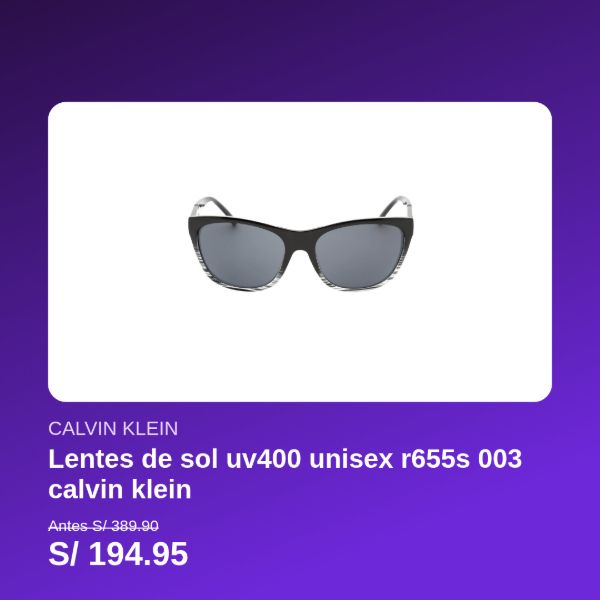 CALVIN KLEIN
Lentes de sol uv400 unisex r655s 003
calvin klein
Antes S/ 389.90
S/ 194.95